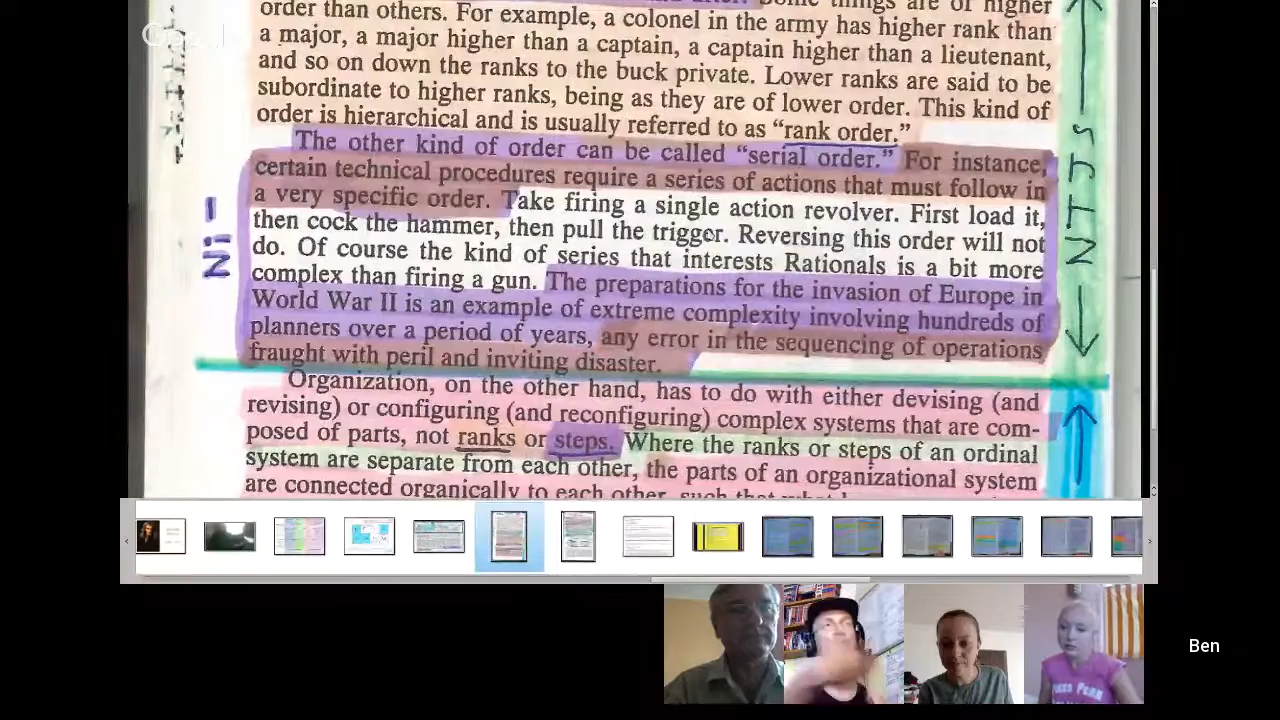 order than others. For example, a colonel in the army has higher rank than
a major, a major higher than a captain, a captain higher than a lieutenant,
and so on down the ranks to the buck private. Lower ranks are said to be
subordinate to higher ranks, being as they are of lower order. This kind of
order is hierarchical and is usually referred to as “rank order.”
The other kind of order can be called “serial order.” For instance,
certain technical procedures require a series of actions that must follow in
a very specific order. Take firing a single action revolver. First load it,
then cock the hammer, then pull the trigger. Reversing this order will not
do. Of course the kind of series that interests Rationals is a bit more
complex than firing a gun. The preparations for the invasion of Europe in
World War II is an example of extreme complexity involving hundreds of
planners over a period of years, any error in the sequencing of operations
fraught with peril and inviting disaster.
Organization, on the other hand, has to do with either devising (and
revising) or configuring (and reconfiguring) complex systems that are com-
posed of parts, not ranks or steps. Where the ranks or steps of an ordinal
system are separate from each other, the parts of an organizational system
are connected organically to each other, such that what
Ni-
NTJS
Ben